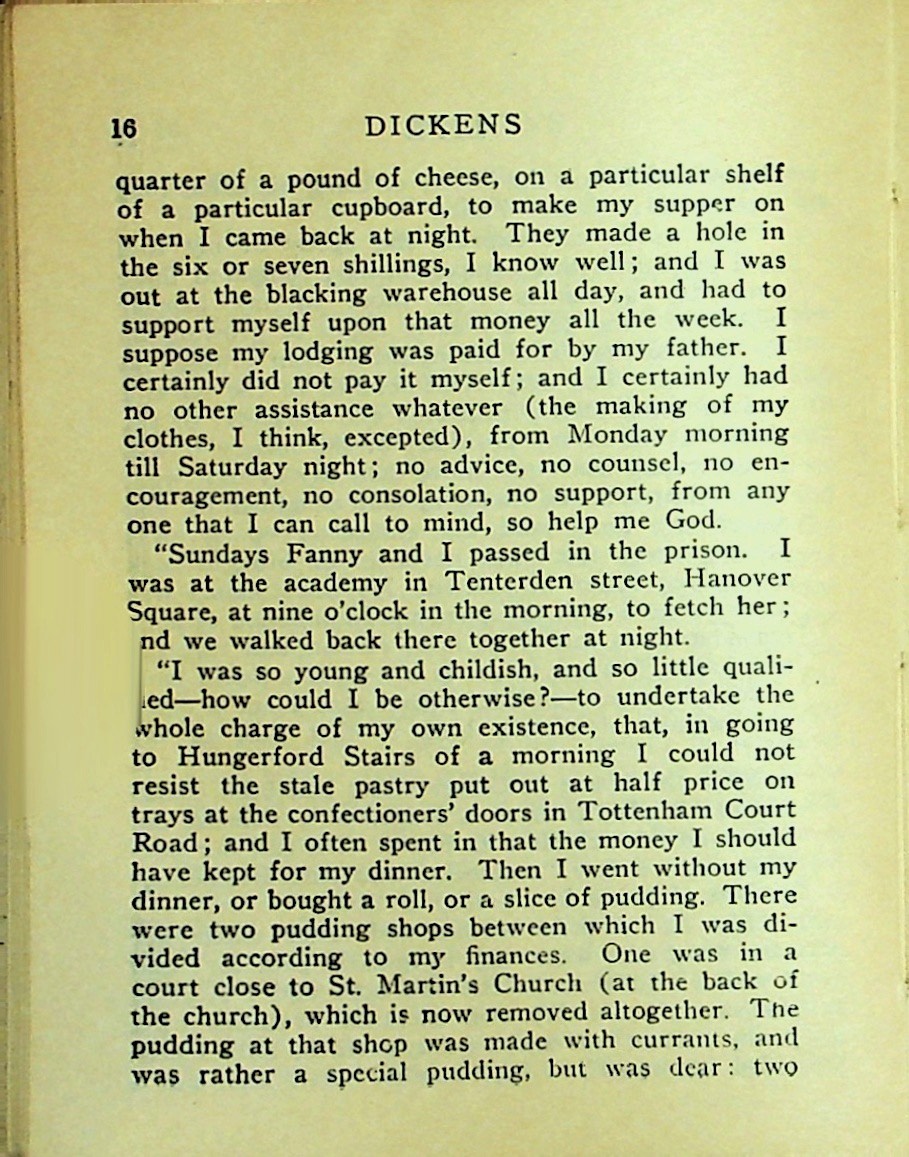 16 DICKENS
quarter of a pound of cheese, on a particular shelf
of a particular cupboard, to make my supper on
when I came back at night. They made a hole in
the six or seven shillings, I know well; and I was
out at the blacking warehouse all day, and had to
support myself upon that money all the week. I
suppose my lodging was paid for by my father. I
certainly did not pay it myself; and I certainly had
no other assistance whatever (the making of my
clothes, I think, excepted), from Monday morning
till Saturday night; no advice, no counsel, no en-
couragement, no consolation, no support, from any
one that I can call to mind, so help me God.
"Sundays Fanny and I passed in the prison. I
was at the academy in Tenterden street, Hanover
Square, at nine o'clock in the morning, to fetch her;
nd we walked back there together at night.
"I was so young and childish, and so little quali-
ed—how could I be otherwise?—to undertake the
whole charge of my own existence, that, in going
to Hungerford Stairs of a morning I could not
resist the stale pastry put out at half price on
trays at the confectioners' doors in Tottenham Court
Road; and I often spent in that the money I should
have kept for my dinner. Then I went without my
dinner, or bought a roll, or a slice of pudding. There
were two pudding shops between which I was di-
vided according to my finances. One was in a
court close to St. Martin's Church (at the back of
the church), which is now removed altogether. The
pudding at that shop was made with currants, and
was rather a special pudding, but was dear: two